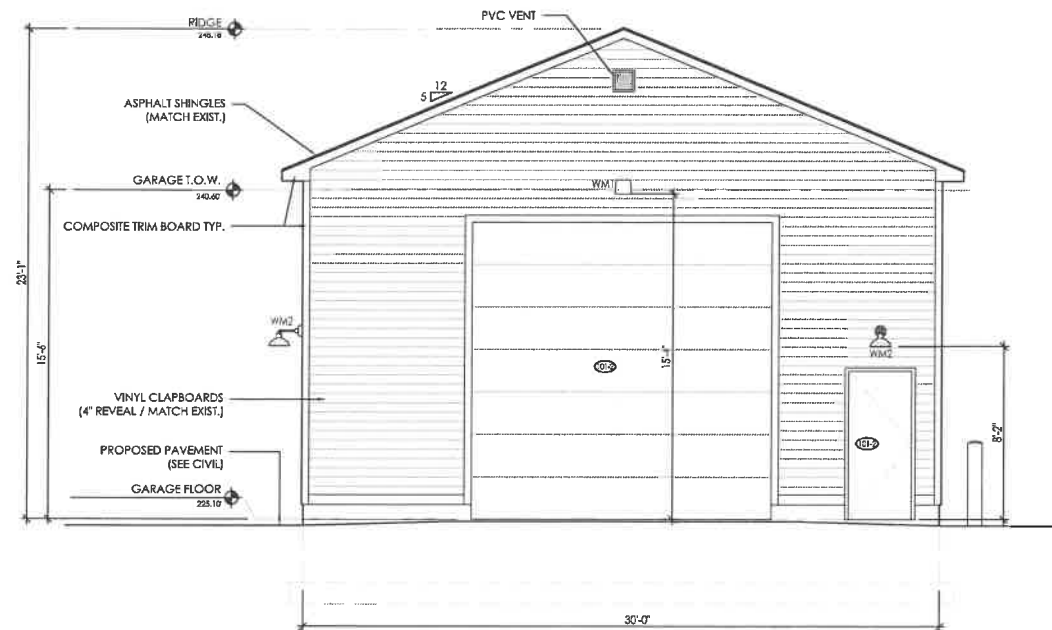 PVC VENT
RIDGE
248.18'
12
5
ASPHALT SHINGLES
(MATCH EXIST.)
GARAGE T.O.W.
240.60'
WM1
COMPOSITE TRIM BOARD TYP.
23'-1"
15'-6"
WM2
WM2
15'-4"
8'-2"
VINYL CLAPBOARDS
(4" REVEAL / MATCH EXIST.)
PROPOSED PAVEMENT
(SEE CIVIL)
GARAGE FLOOR
225.10'
30'-0"